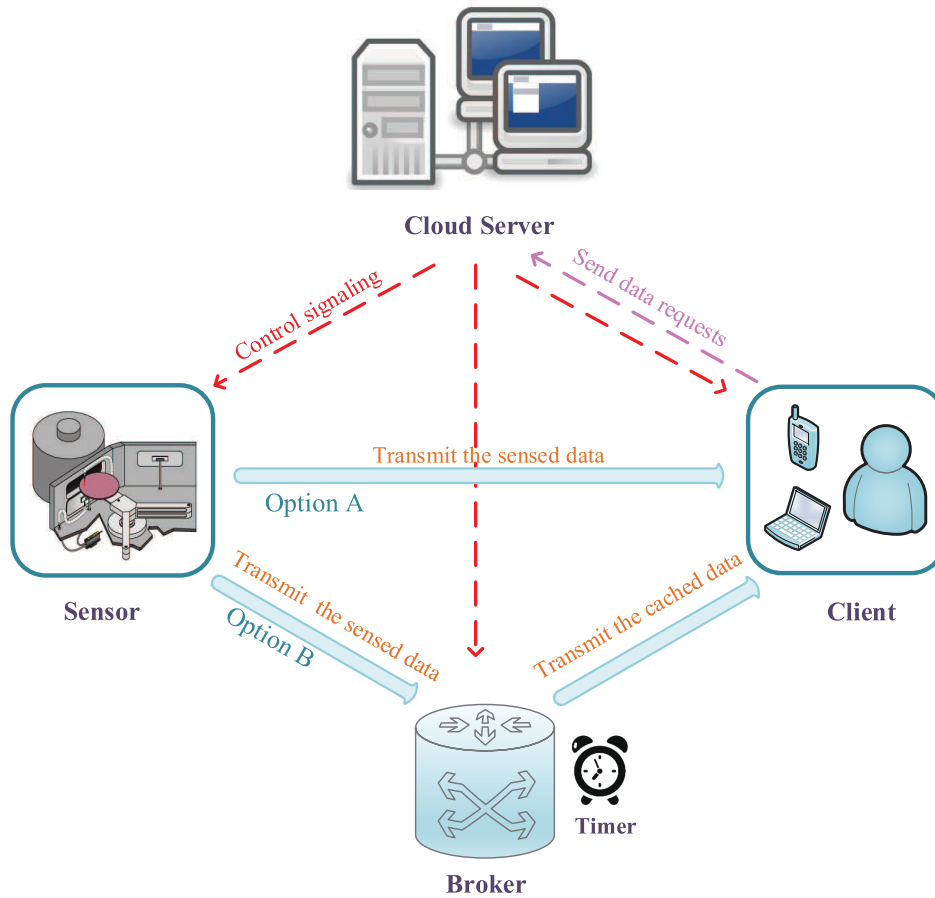 Cloud Server
Control signaling
Send data requests
Transmit the sensed data
Option A
Sensor
Client
Transmit the sensed data
Option B
Transmit the cached data
Timer
Broker